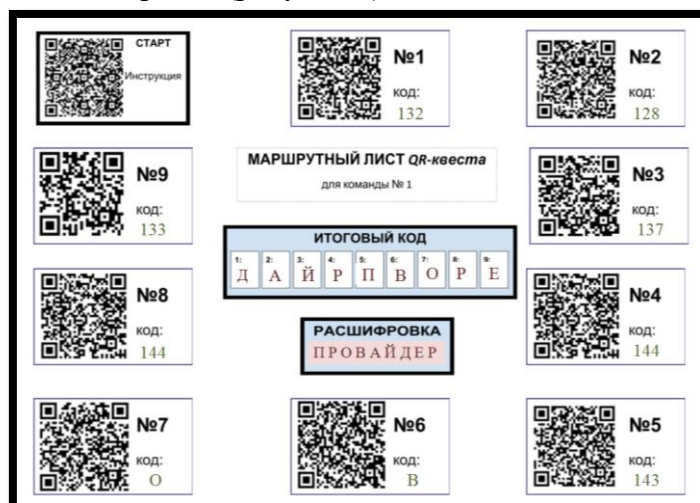 СТАРТ
Инструкция
№1
код:
132
№2
код:
128
№9
код:
133
МАРШРУТНЫЙ ЛИСТ QR-квеста
для команды № 1
№3
код:
137
ИТОГОВЫЙ КОД
1: 2: 3: 4: 5: 6: 7: 8: 9:
Д А Й Р П В О Р Е
№8
код:
144
РАСШИФРОВКА
ПРОВАЙДЕР
№4
код:
144
№7
код:
О
№6
код:
В
№5
код:
143